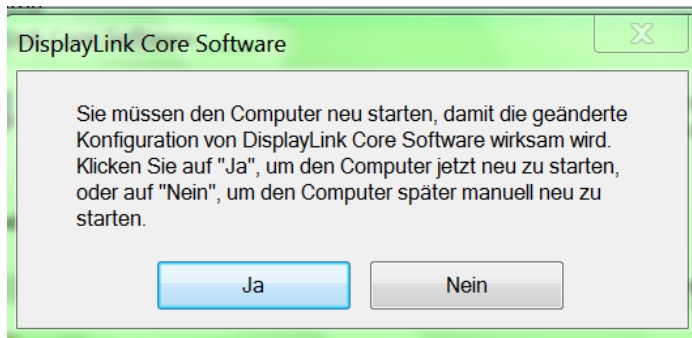 DisplayLink Core Software
Sie müssen den Computer neu starten, damit die geänderte
Konfiguration von DisplayLink Core Software wirksam wird.
Klicken Sie auf "Ja", um den Computer jetzt neu zu starten,
oder auf "Nein", um den Computer später manuell neu zu
starten.
Ja
Nein